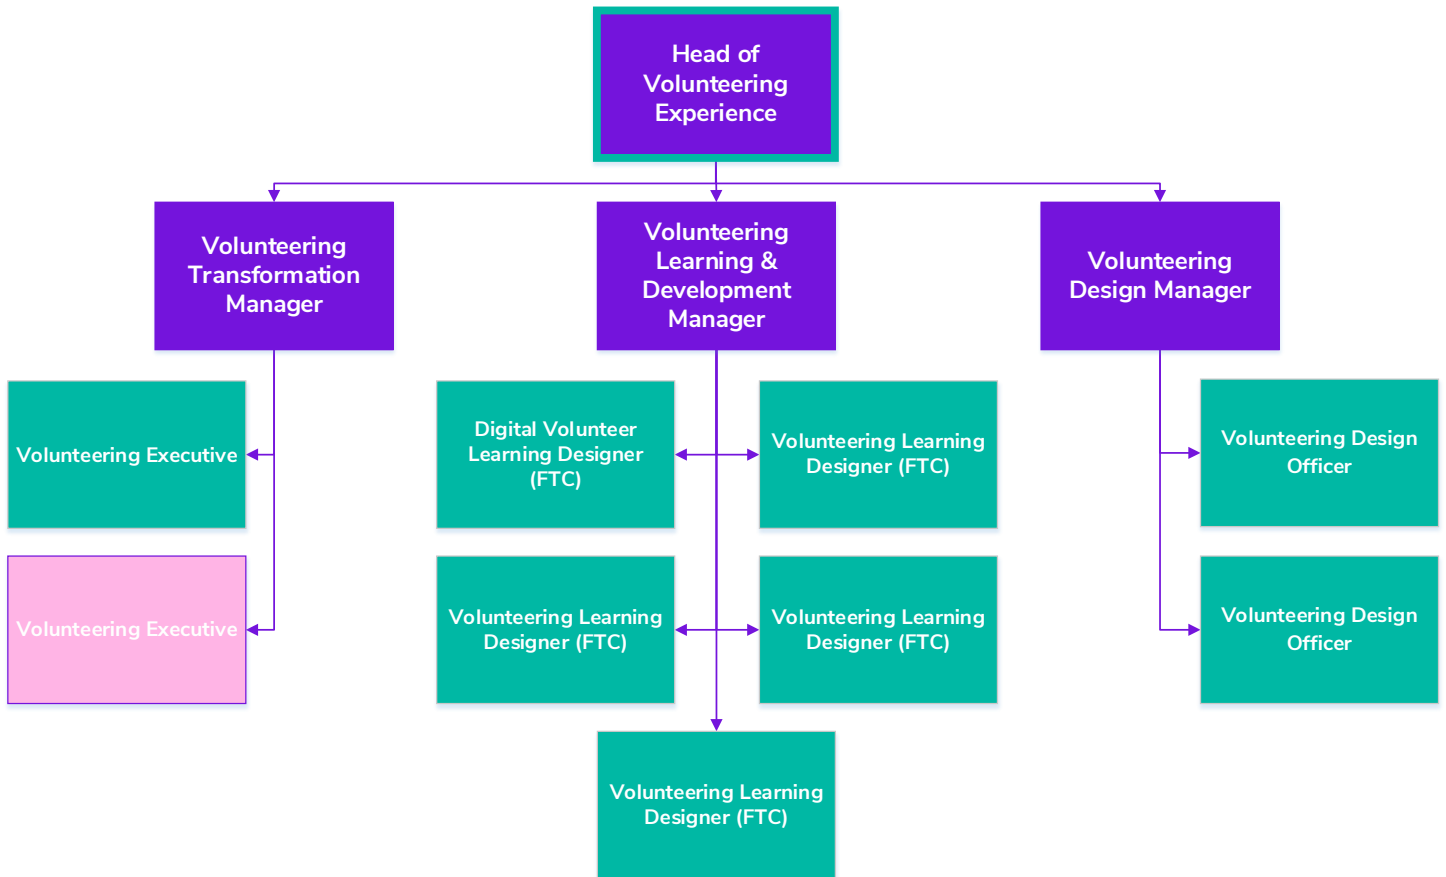 Head of
Volunteering
Experience
Volunteering
Transformation
Manager
Volunteering
Learning &
Development
Manager
Volunteering
Design Manager
Volunteering Executive
Digital Volunteer
Learning Designer
(FTC)
Volunteering Learning
Designer (FTC)
Volunteering Design
Officer
Volunteering Executive
Volunteering Learning
Designer (FTC)
Volunteering Learning
Designer (FTC)
Volunteering Design
Officer
Volunteering Learning
Designer (FTC)